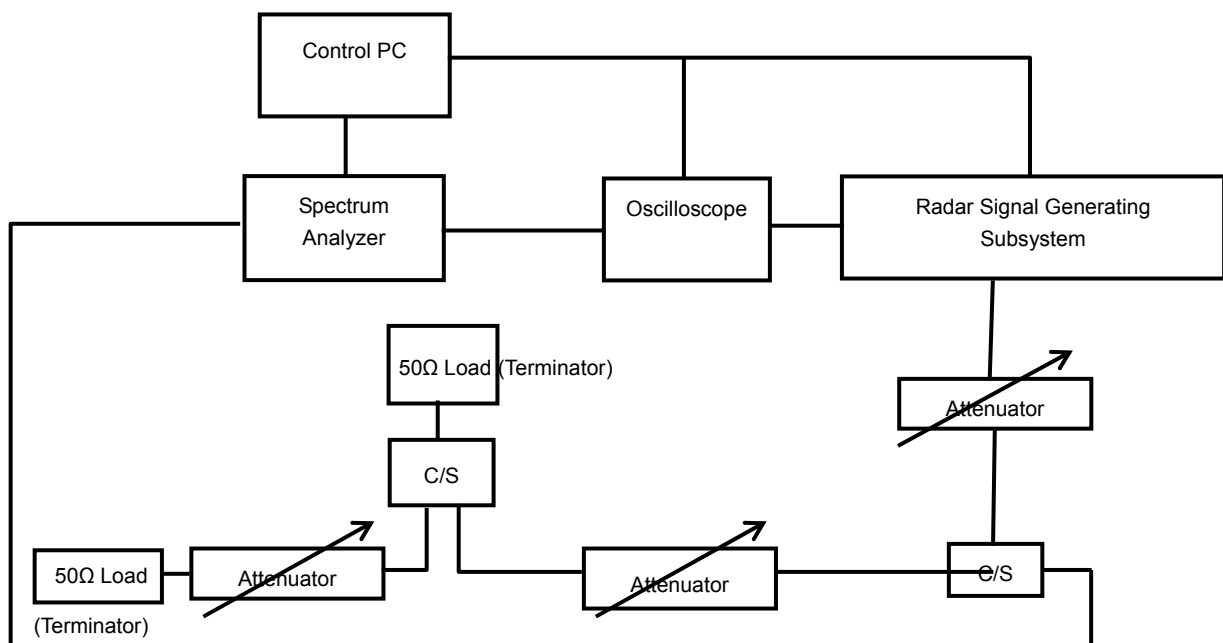 Control PC
Spectrum
Analyzer
Oscilloscope
Radar Signal Generating
Subsystem
50Ω Load (Terminator)
Attenuator
C/S
50Ω Load
(Terminator)
Attenuator
Attenuator
C/S